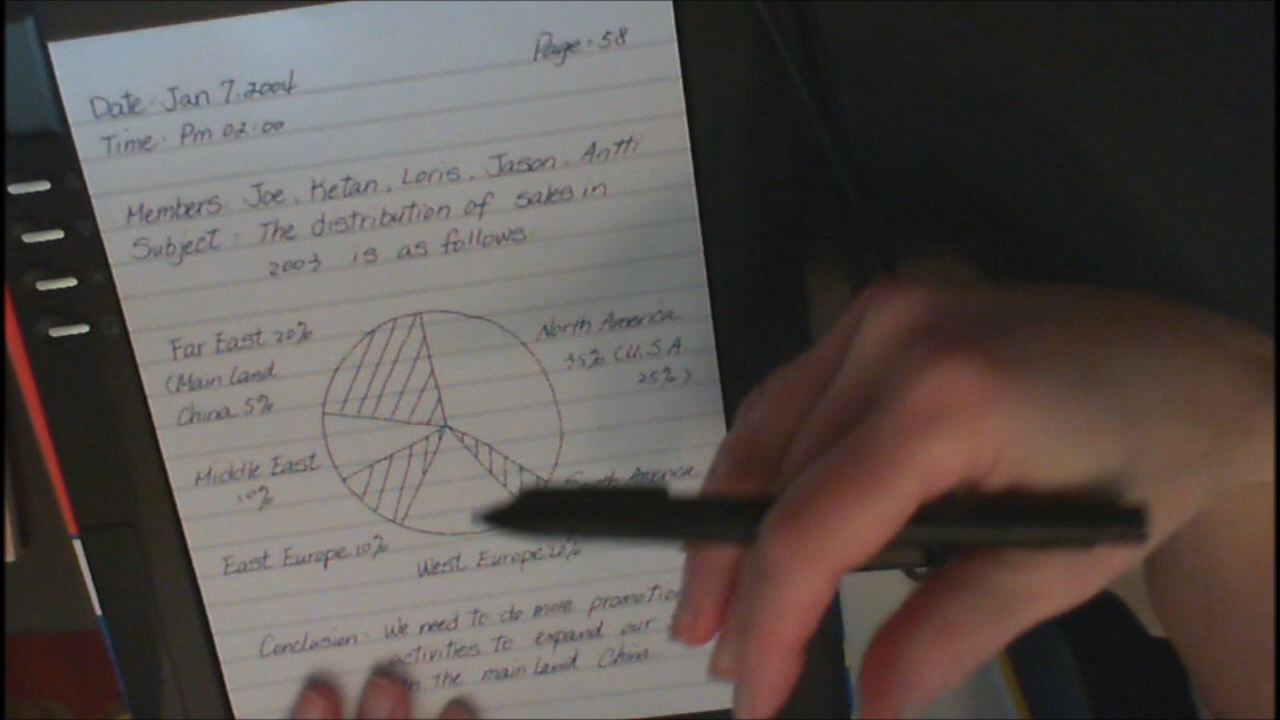 Page: 58
Date: Jan 7. 2004
Time: Pm 02:00
Members: Joe, Ketan, Loris, Jason, Antti
Subject: The distribution of sales in
2003 is as follows
Far East 20%
(Main land
China 5%
North America
35% (U.S.A
25%)
Middle East
10%
South America
East Europe 10%
West Europe 20%
Conclusion: We need to do more promotion
activities to expand our
the main land China